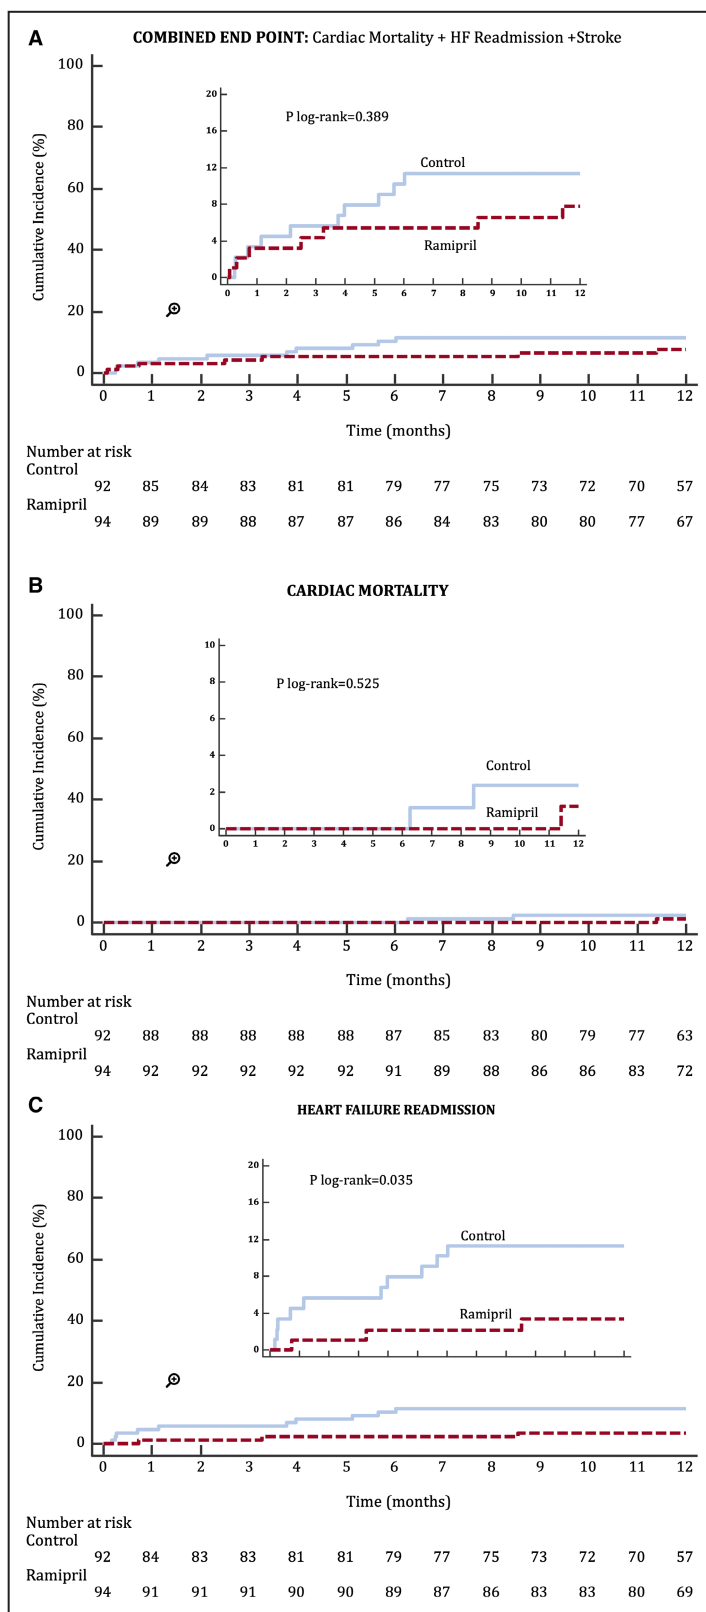 A
COMBINED END POINT: Cardiac Mortality + HF Readmission +Stroke
100
80
60
40
20
0
Cumulative Incidence (%)
20
16
12
8
4
0
P log-rank=0.389
Control
Ramipril
0 1 2 3 4 5 6 7 8 9 10 11 12
0 1 2 3 4 5 6 7 8 9 10 11 12
Time (months)
Number at risk
Control
92 85 84 83 81 81 79 77 75 73 72 70 57
Ramipril
94 89 89 88 87 87 86 84 83 80 80 77 67
B
CARDIAC MORTALITY
100
80
60
40
20
0
Cumulative Incidence (%)
10
8
6
4
2
0
P log-rank=0.525
Control
Ramipril
0 1 2 3 4 5 6 7 8 9 10 11 12
0 1 2 3 4 5 6 7 8 9 10 11 12
Time (months)
Number at risk
Control
92 88 88 88 88 88 87 85 83 80 79 77 63
Ramipril
94 92 92 92 92 92 91 89 88 86 86 83 72
C
HEART FAILURE READMISSION
100
80
60
40
20
0
Cumulative Incidence (%)
20
16
12
8
4
0
P log-rank=0.035
Control
Ramipril
0 1 2 3 4 5 6 7 8 9 10 11 12
Time (months)
Number at risk
Control
92 84 83 83 81 81 79 77 75 73 72 70 57
Ramipril
94 91 91 91 90 90 89 87 86 83 83 80 69